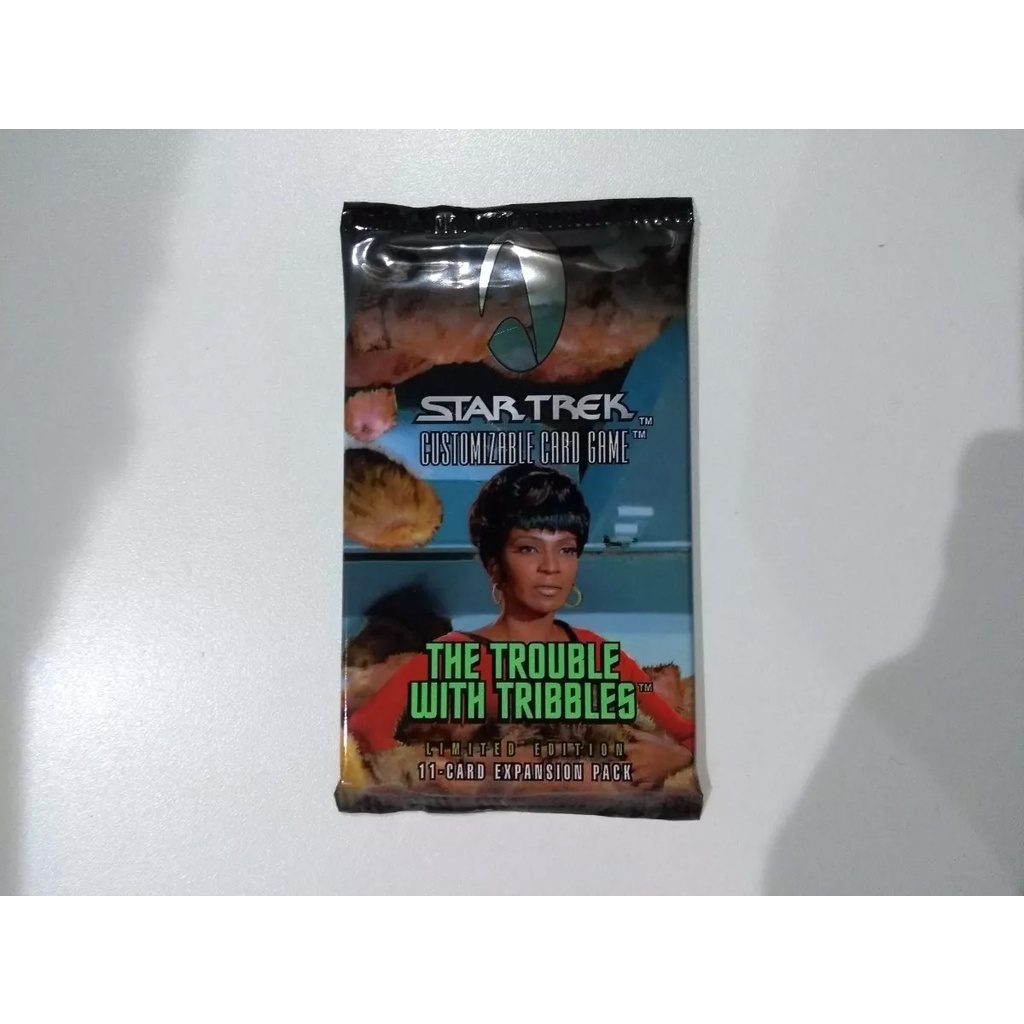 STAR TREK™
CUSTOMIZABLE CARD GAME™
THE TROUBLE
WITH TRIBBLES™
LIMITED EDITION
11-CARD EXPANSION PACK